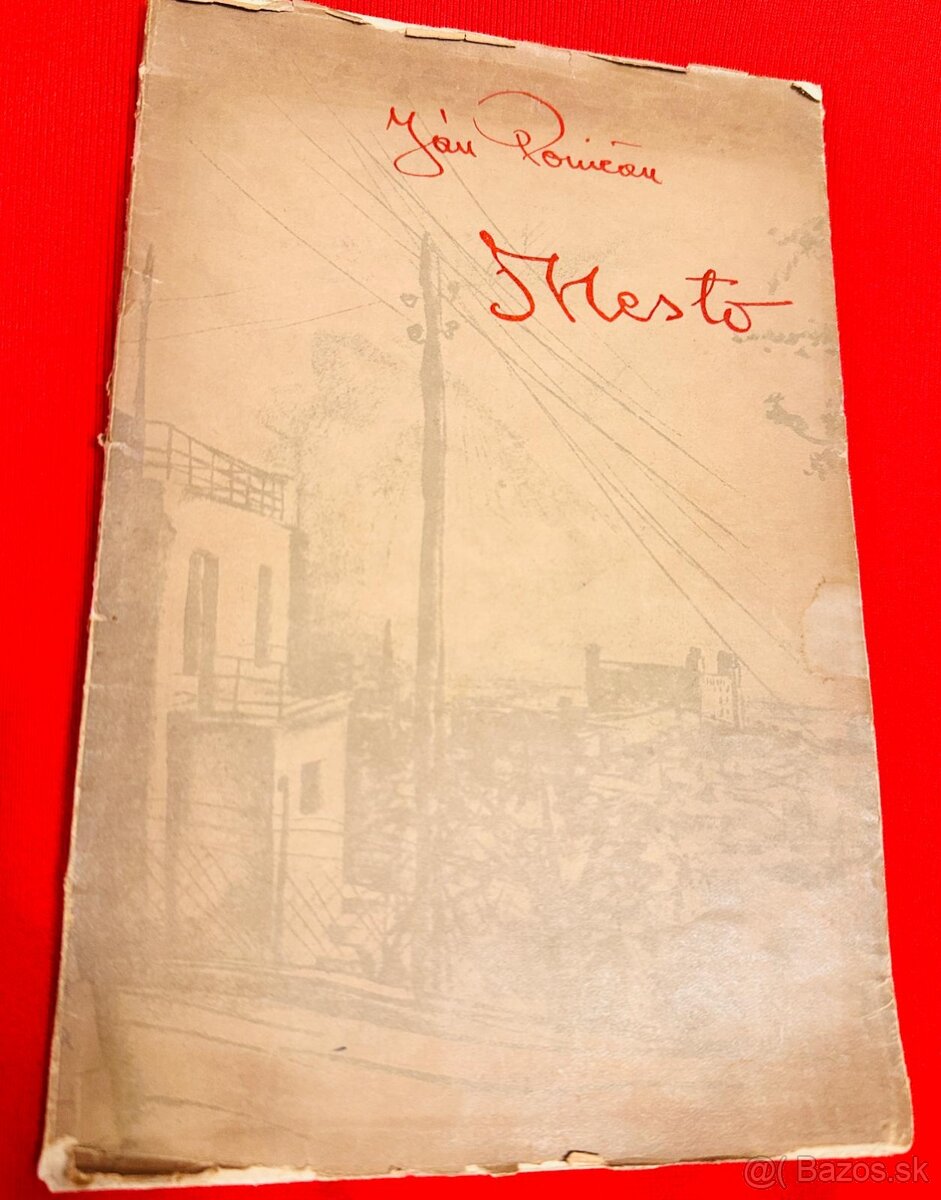 Ján Poničan
Mesto
@( Bazos.sk